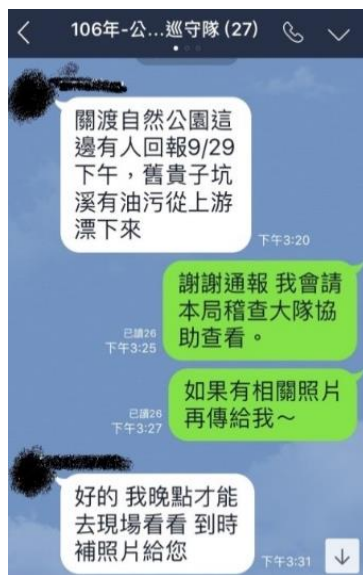 106年-公...巡守隊 (27)
關渡自然公園這
邊有人回報9/29
下午，舊貴子坑
溪有油污從上游
漂下來
下午3:20
謝謝通報 我會請
本局稽查大隊協
助查看。
已讀26
下午3:25
如果有相關照片
再傳給我～
已讀26
下午3:27
好的 我晚點才能
去現場看看 到時
補照片給您
下午3:31